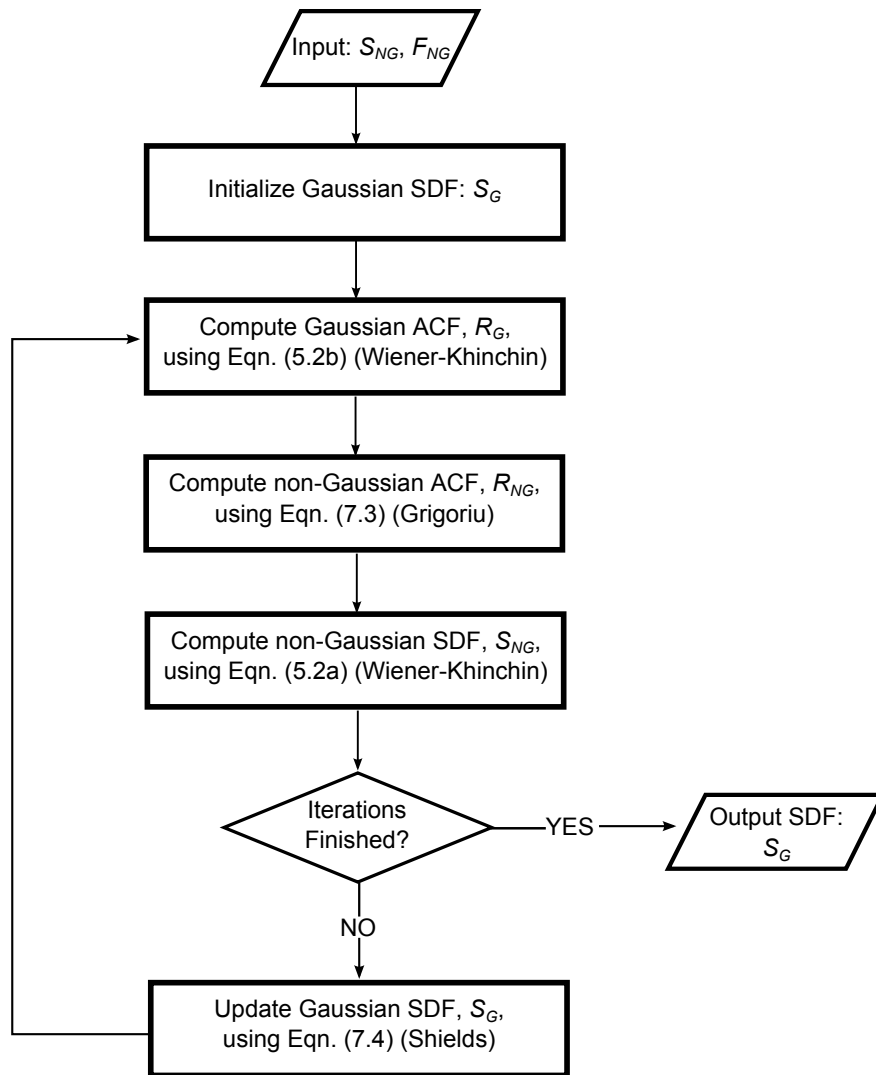 Input: S_NG, F_NG
Initialize Gaussian SDF: S_G
Compute Gaussian ACF, R_G,
using Eqn. (5.2b) (Wiener-Khinchin)
Compute non-Gaussian ACF, R_NG,
using Eqn. (7.3) (Grigoriu)
Compute non-Gaussian SDF, S_NG,
using Eqn. (5.2a) (Wiener-Khinchin)
Iterations
Finished?
YES
Output SDF:
S_G
NO
Update Gaussian SDF, S_G,
using Eqn. (7.4) (Shields)